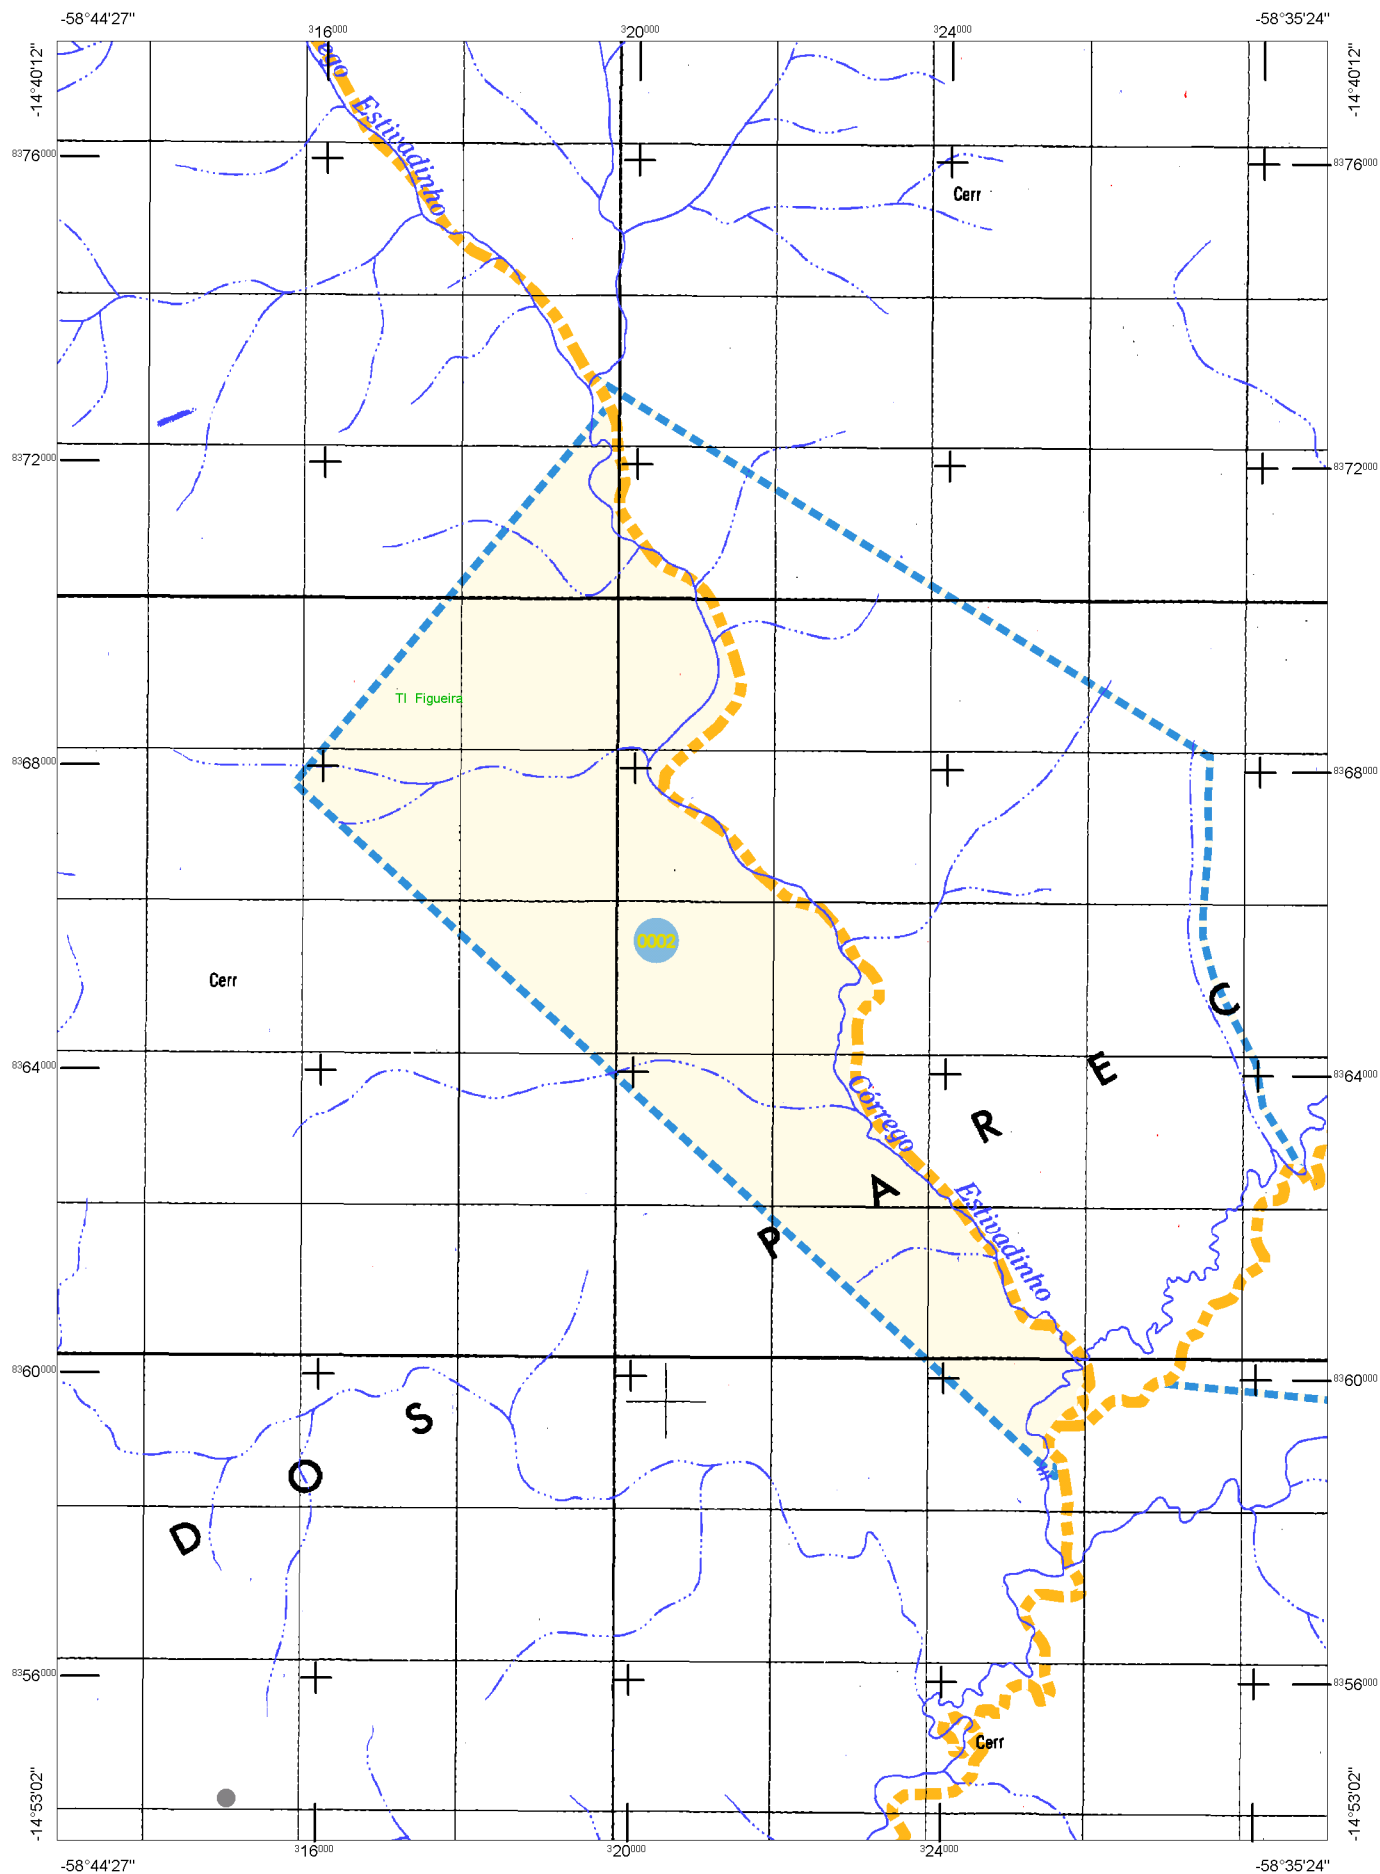 -58°44'27"
316000
320000
324000
-58°35'24"
-14°40'12"
-14°40'12"
ego Estivadinho
8376000
8376000
Cerr
8372000
8372000
TI Figueira
8368000
8368000
0002
Cerr
C
8364000
8364000
E
Córrego
R
A
Estivadinho
P
8360000
8360000
S
O
D
8356000
8356000
Cerr
-14°53'02"
-14°53'02"
316000
320000
324000
-58°44'27"
-58°35'24"